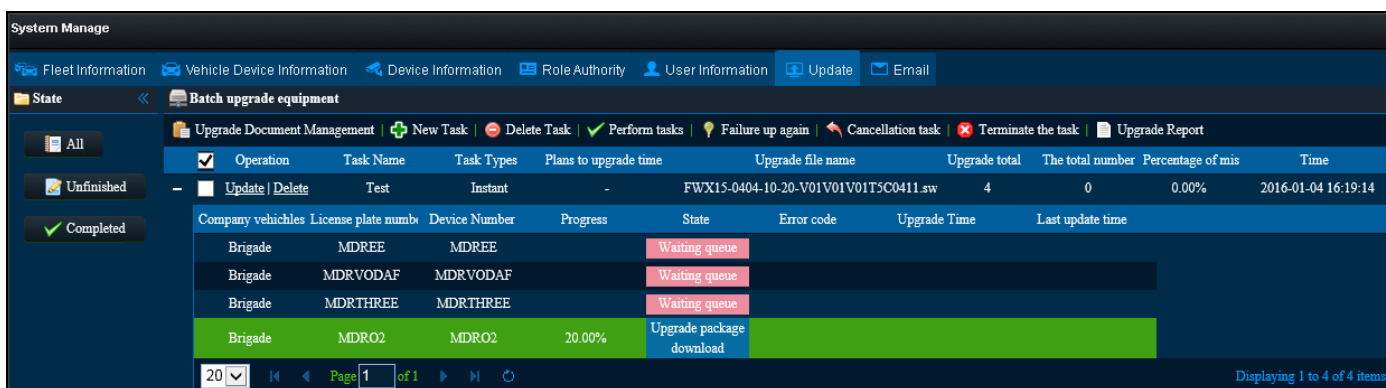 System Manage
Fleet Information Vehicle Device Information Device Information Role Authority User Information Update Email
State Batch upgrade equipment
Upgrade Document Management | New Task | Delete Task | Perform tasks | Failure up again | Cancellation task | Terminate the task | Upgrade Report
All
Operation Task Name Task Types Plans to upgrade time Upgrade file name Upgrade total The total number Percentage of mis Time
Unfinished
Update | Delete Test Instant - FWX15-0404-10-20-V01V01V01T5C0411.sw 4 0 0.00% 2016-01-04 16:19:14
Completed
Company vehichles License plate numbe Device Number Progress State Error code Upgrade Time Last update time
Brigade MDREE MDREE Waiting queue
Brigade MDRVODAF MDRVODAF Waiting queue
Brigade MDRTHREE MDRTHREE Waiting queue
Brigade MDRO2 MDRO2 20.00% Upgrade package
download
20 Page 1 of 1 Displaying 1 to 4 of 4 items